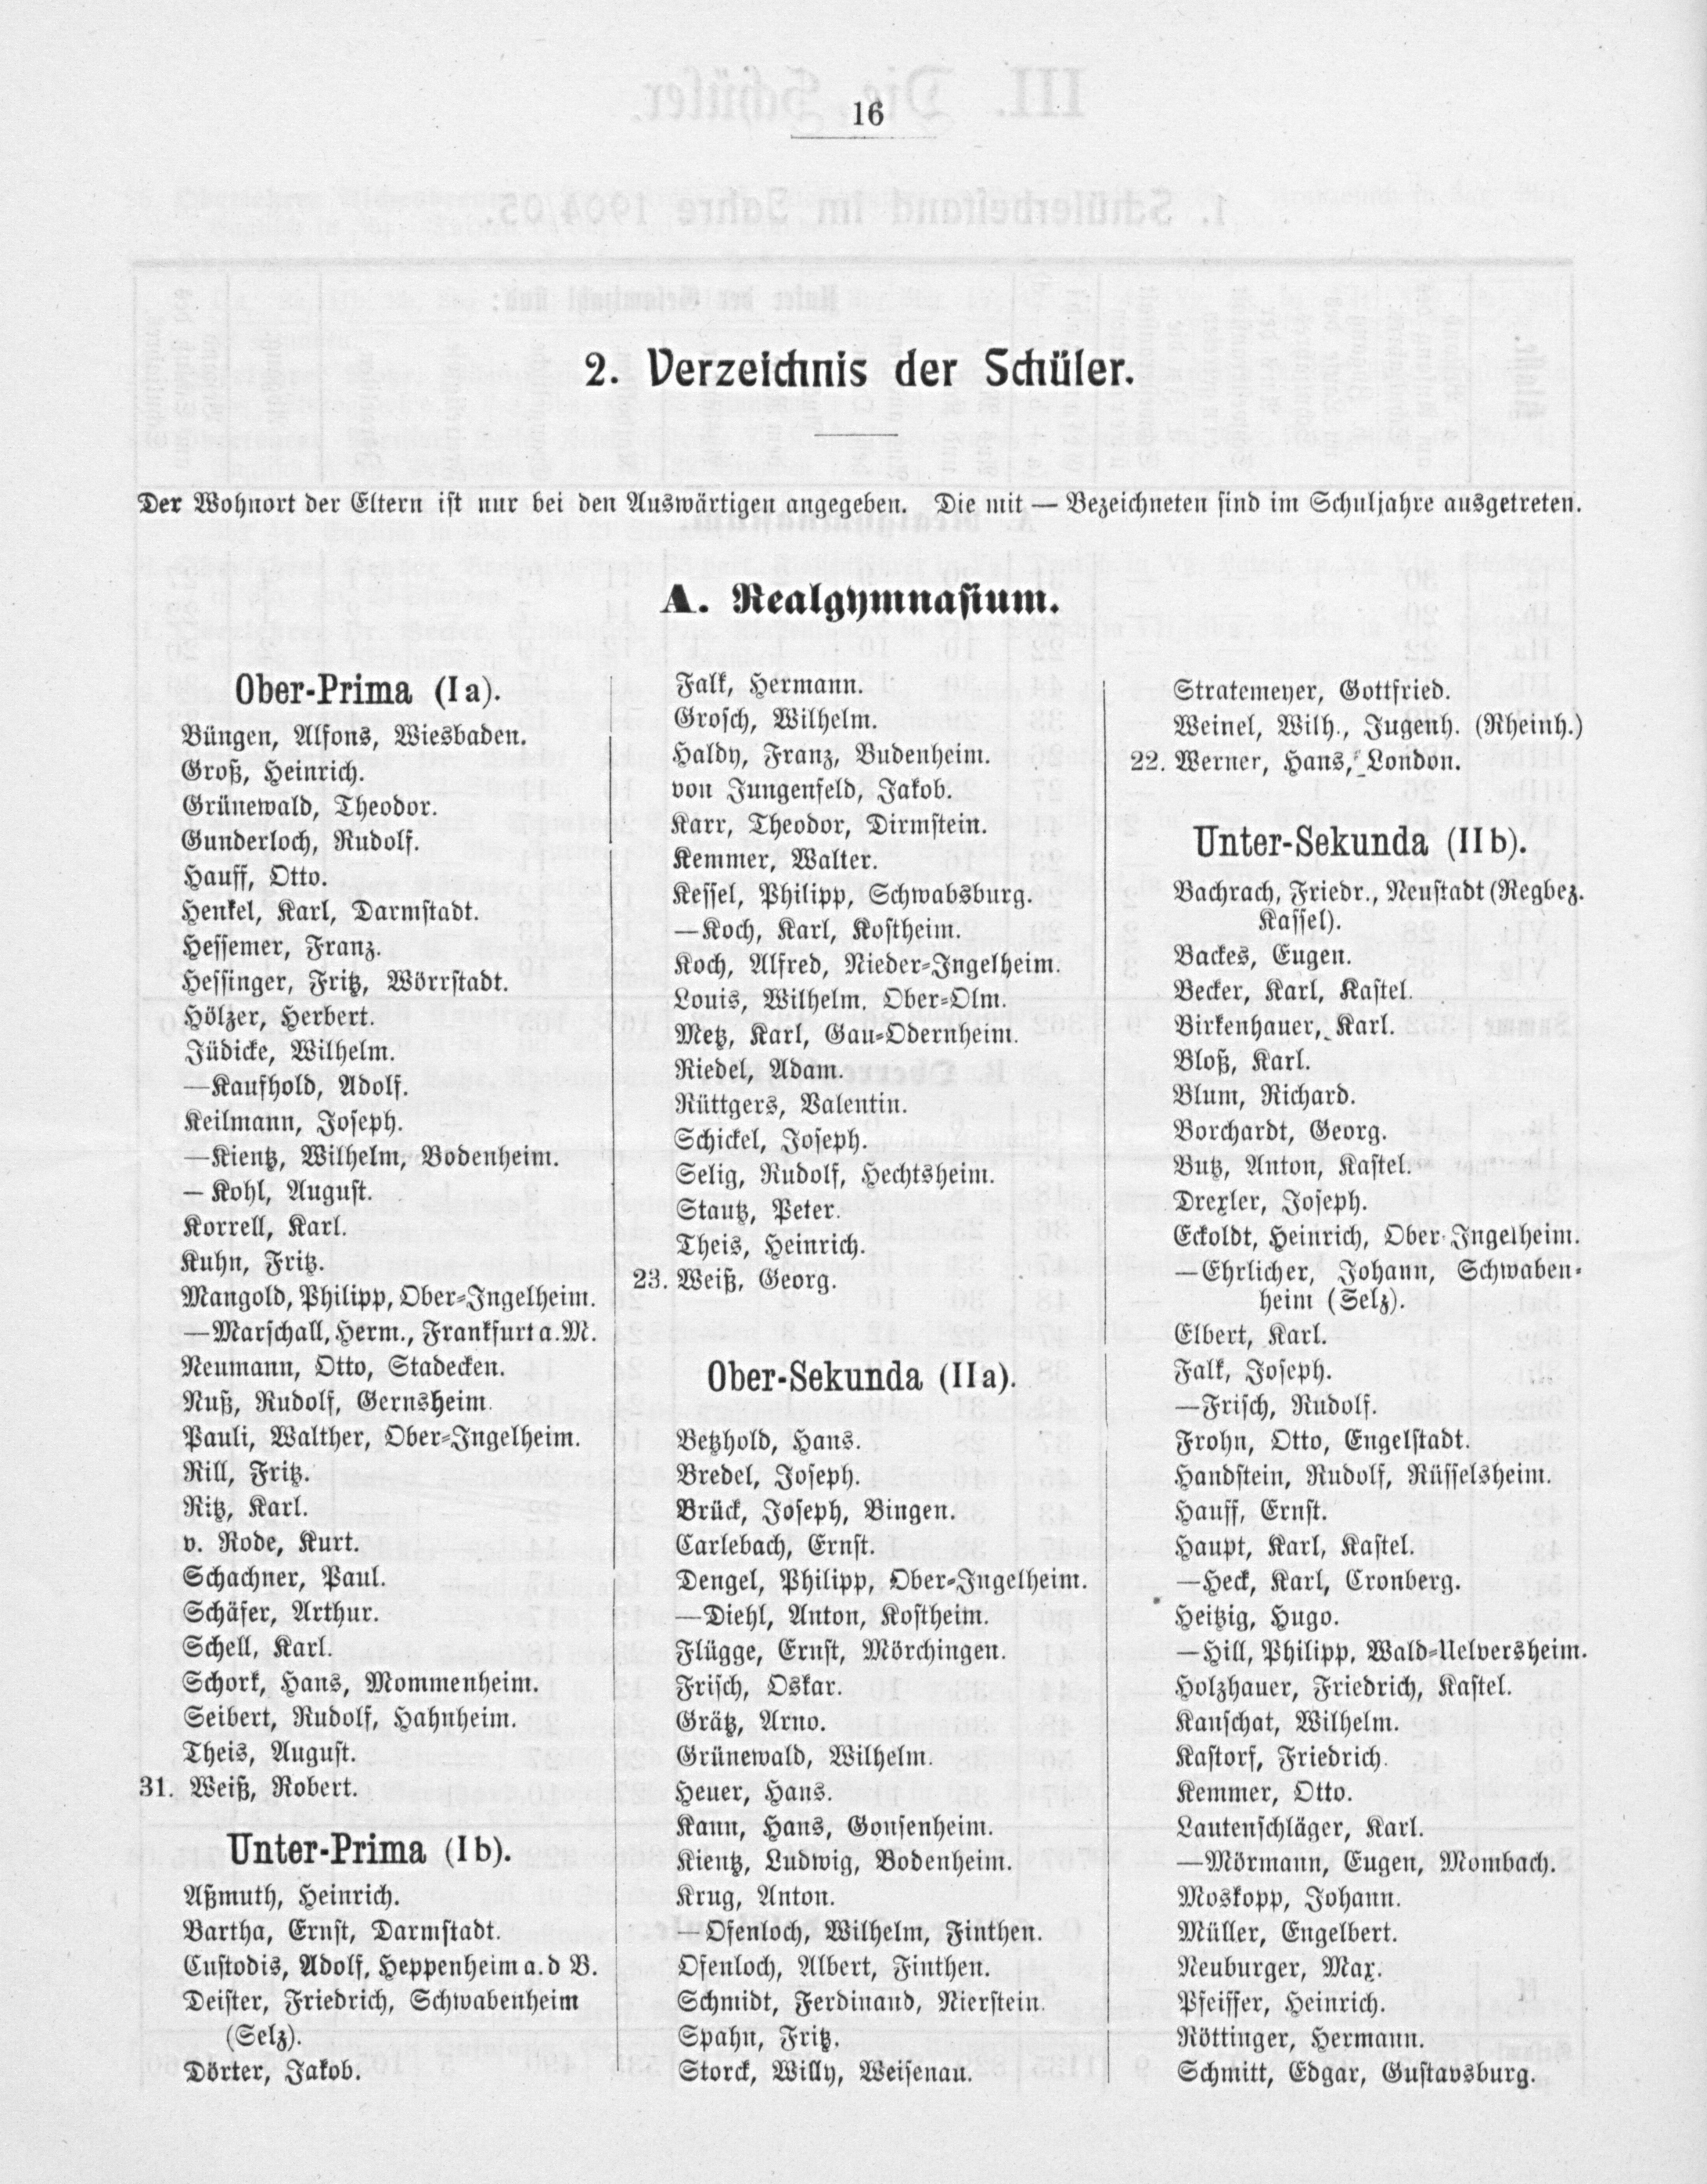 16
2. Verzeichnis der Schüler.
Der Wohnort der Eltern ist nur bei den Auswärtigen angegeben. Die mit — Bezeichneten sind im Schuljahre ausgetreten.
A. Realgymnasium.
Ober-Prima (Ia).
Büngen, Alfons, Wiesbaden.
Groß, Heinrich.
Grünewald, Theodor.
Gunderloch, Rudolf.
Hauff, Otto.
Henkel, Karl, Darmstadt.
Hessemer, Franz.
Hessinger, Fritz, Wörrstadt.
Hölzer, Herbert.
Jüdicke, Wilhelm.
—Kaufhold, Adolf.
Keilmann, Joseph.
—Kientz, Wilhelm, Bodenheim.
— Kohl, August.
Korrell, Karl.
Kuhn, Fritz.
Mangold, Philipp, Ober-Ingelheim.
—Marschall, Herm., Frankfurt a. M.
Neumann, Otto, Stadecken.
Nuß, Rudolf, Gernsheim.
Pauli, Walther, Ober-Ingelheim.
Rill, Fritz.
Ritz, Karl.
v. Rode, Kurt.
Schachner, Paul.
Schäfer, Arthur.
Schell, Karl.
Schork, Hans, Mommenheim.
Seibert, Rudolf, Hahnheim.
Theis, August.
31. Weiß, Robert.
Unter-Prima (Ib).
Aßmuth, Heinrich.
Bartha, Ernst, Darmstadt.
Custodis, Adolf, Heppenheim a. d B.
Deister, Friedrich, Schwabenheim
(Selz).
Dörter, Jakob.
Falk, Hermann.
Grosch, Wilhelm.
Haldy, Franz, Budenheim.
von Jungenfeld, Jakob.
Karr, Theodor, Dirmstein.
Kemmer, Walter.
Kessel, Philipp, Schwabsburg.
—Koch, Karl, Kostheim.
Koch, Alfred, Nieder-Ingelheim.
Louis, Wilhelm, Ober-Olm.
Metz, Karl, Gau-Odernheim.
Riedel, Adam.
Rüttgers, Valentin.
Schickel, Joseph.
Selig, Rudolf, Hechtsheim.
Stautz, Peter.
Theis, Heinrich.
23. Weiß, Georg.
Ober-Sekunda (IIa).
Betzhold, Hans.
Bredel, Joseph.
Brück, Joseph, Bingen.
Carlebach, Ernst.
Dengel, Philipp, Ober-Ingelheim.
—Diehl, Anton, Kostheim.
Flügge, Ernst, Mörchingen.
Frisch, Oskar.
Grätz, Arno.
Grünewald, Wilhelm.
Heuer, Hans.
Kann, Hans, Gonsenheim.
Kientz, Ludwig, Bodenheim.
Krug, Anton.
—Ofenloch, Wilhelm, Finthen.
Ofenloch, Albert, Finthen.
Schmidt, Ferdinand, Nierstein.
Spahn, Fritz.
Storck, Willy, Weisenau.
Stratemeyer, Gottfried.
Weinel, Wilh., Jugenh. (Rheinh.)
22. Werner, Hans, London.
Unter-Sekunda (IIb).
Bachrach, Friedr., Neustadt (Regbez.
Kassel).
Backes, Eugen.
Becker, Karl, Kastel.
Birkenhauer, Karl.
Bloß, Karl.
Blum, Richard.
Borchardt, Georg.
Butz, Anton, Kastel.
Drexler, Joseph.
Eckoldt, Heinrich, Ober-Ingelheim.
—Ehrlicher, Johann, Schwaben-
heim (Selz).
Elbert, Karl.
Falk, Joseph.
—Frisch, Rudolf.
Frohn, Otto, Engelstadt.
Handstein, Rudolf, Rüsselsheim.
Hauff, Ernst.
Haupt, Karl, Kastel.
—Heck, Karl, Cronberg.
Heitzig, Hugo.
—Hill, Philipp, Wald-Uelversheim.
Holzhauer, Friedrich, Kastel.
Kauschat, Wilhelm.
Kastorf, Friedrich.
Kemmer, Otto.
Lautenschläger, Karl.
—Mörmann, Eugen, Mombach.
Moskopp, Johann.
Müller, Engelbert.
Neuburger, Max.
Pfeiffer, Heinrich.
Röttinger, Hermann.
Schmitt, Edgar, Gustavsburg.